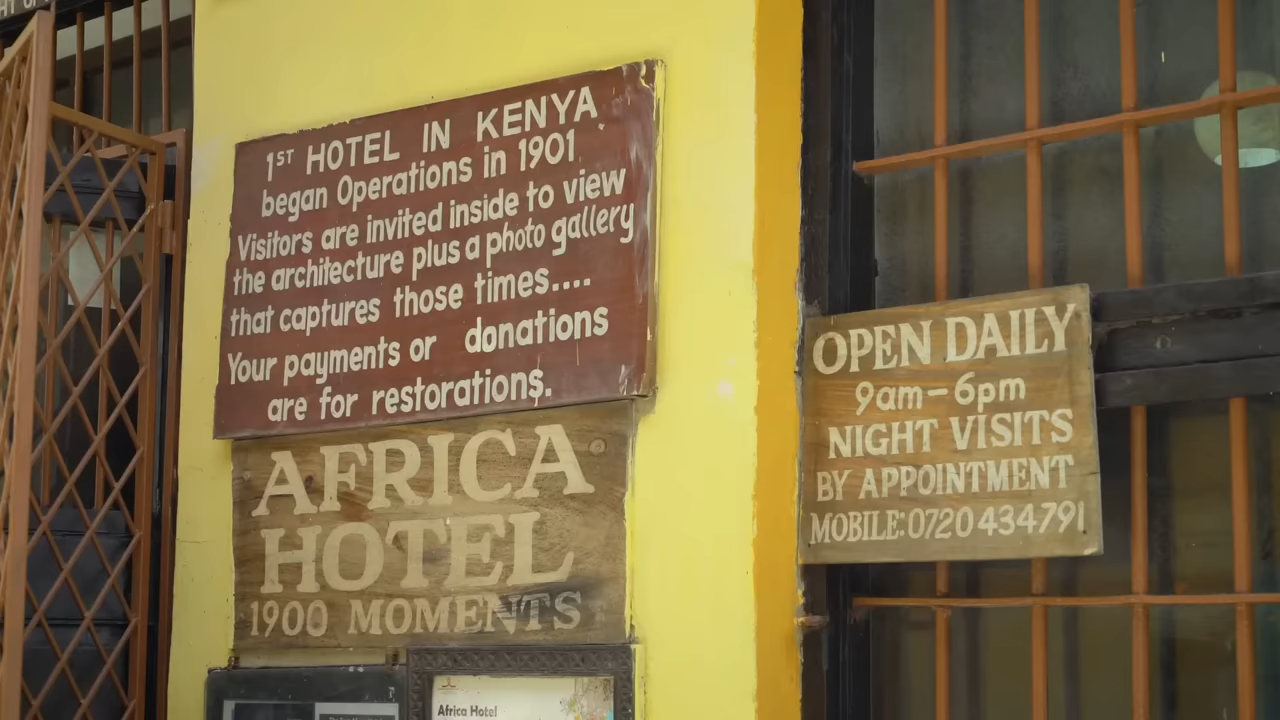 1ST HOTEL IN KENYA
began Operations in 1901
Visitors are invited inside to view
the architecture plus a photo gallery
that captures those times....
Your payments or donations
are for restorations.
AFRICA
HOTEL
1900 MOMENTS
Africa Hotel
OPEN DAILY
9am-6pm
NIGHT VISITS
BY APPOINTMENT
MOBILE:0720 434791